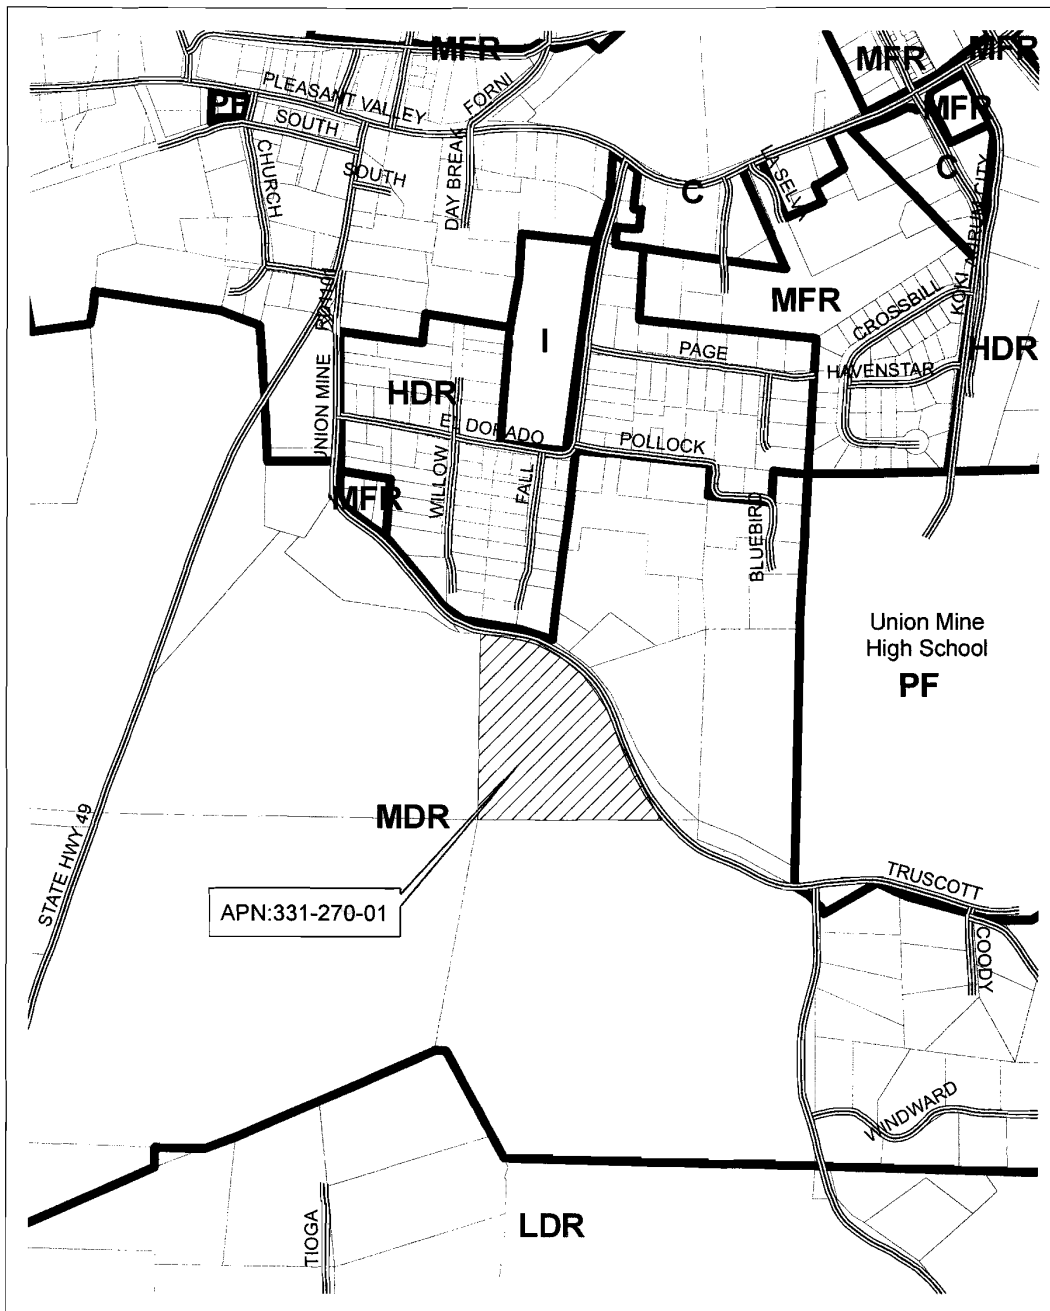 MFR
MFR
MFR
PLEASANT VALLEY
FORNI
PF
MFR
SOUTH
CHURCH
SOUTH
DAY BREAK
LA SELVA
C
C
MFR
CROSSBILL
KOKI
HDR
I
PAGE
HAVENSTAR
UNION MINE
HDR
EL DORADO
POLLOCK
WILLOW
FALL
MFR
BLUEBIRD
Union Mine
High School
PF
MDR
STATE HWY 49
TRUSCOTT
APN:331-270-01
COODY
WINDWARD
LDR
TIOGA